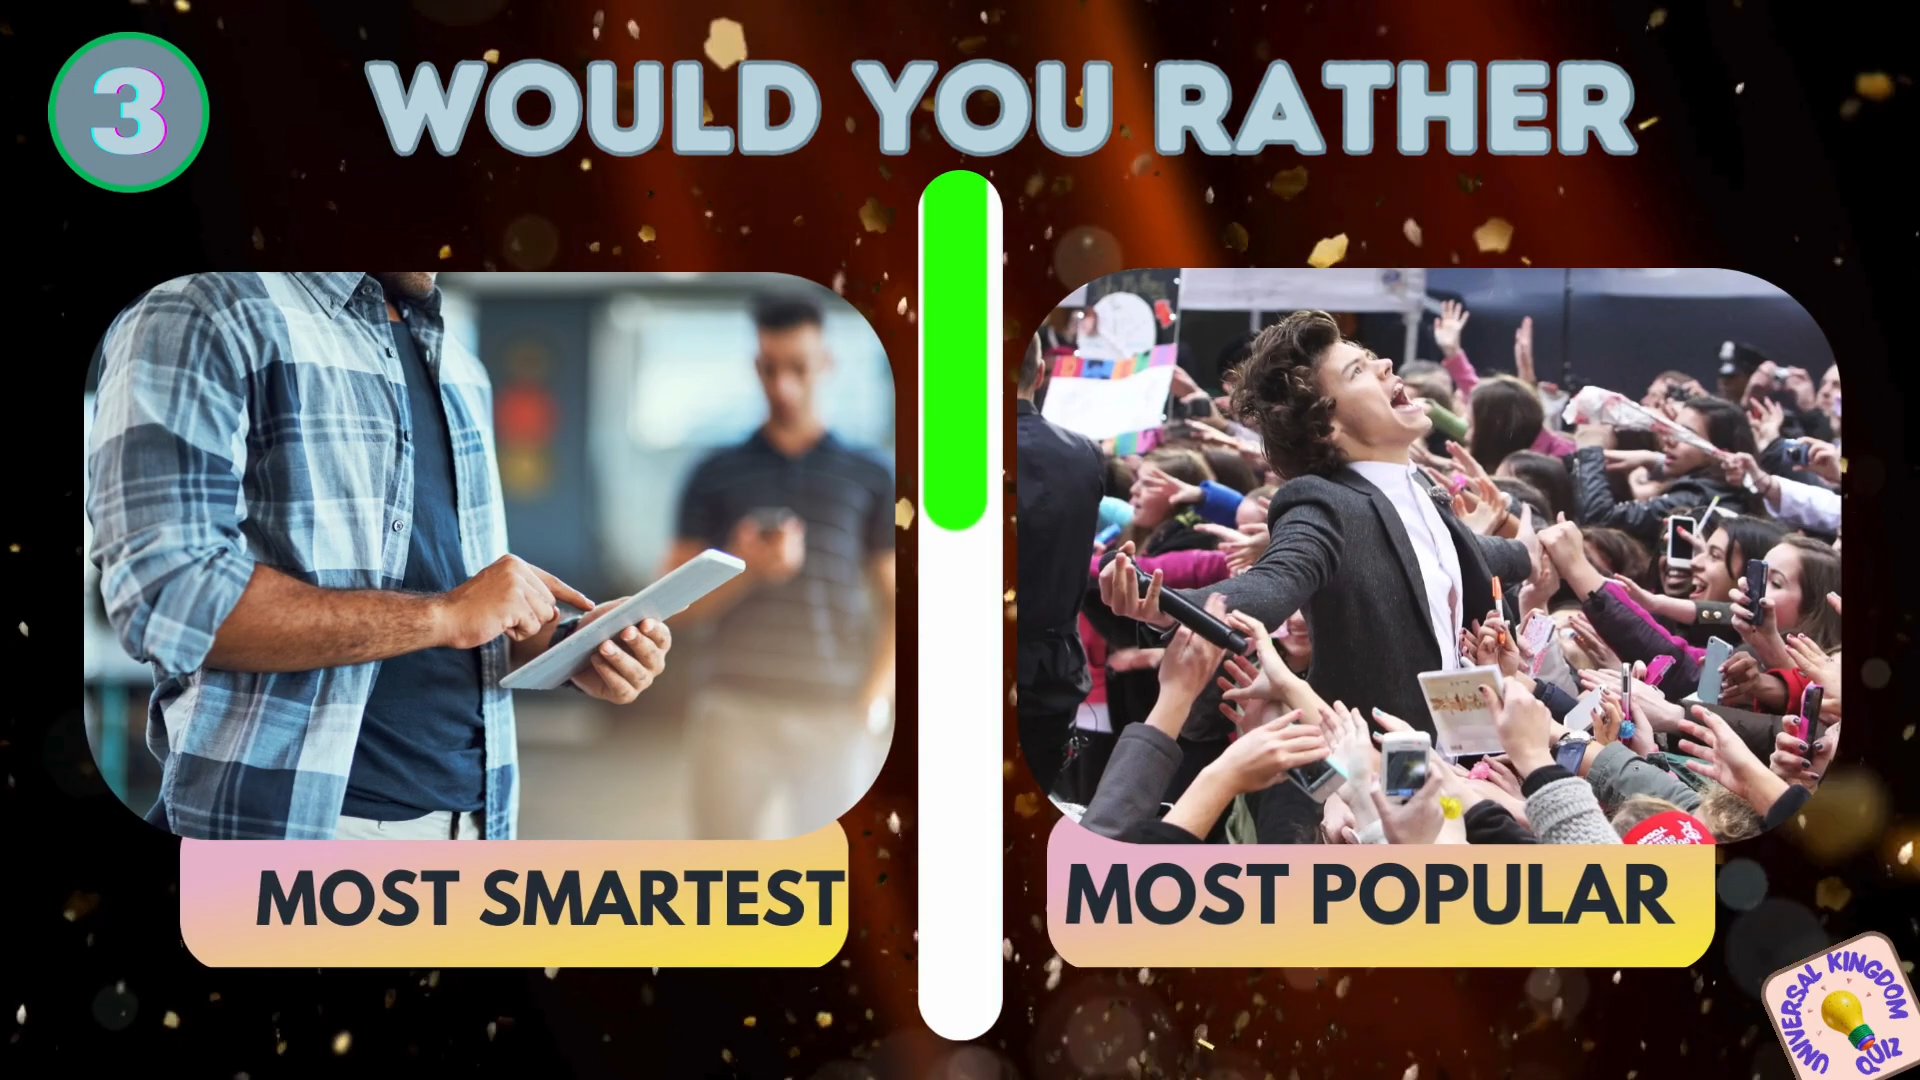 3
WOULD YOU RATHER
MOST SMARTEST
MOST POPULAR
UNIVERSAL KINGDOM
QUIZ